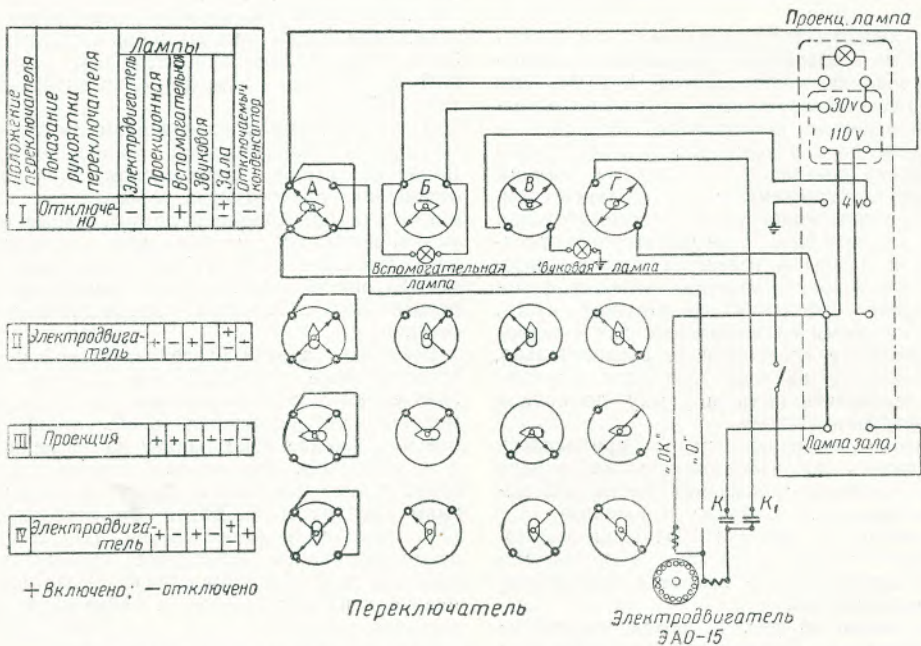 Проекц. лампа
Положение переключателя
Показание рукоятки переключателя
Лампы
Электродвигатель
Проекционная
Вспомогательная
Звуковая
Зала
Отключаемый конденсатор
I Отключено − − + − ± −
А
Б
В
Г
30 v
110 v
4 v
Вспомогательная лампа
Звуковая лампа
II Электродвигатель + − + − ± +
III Проекция + + − + − −
"ОК"
"О"
Лампа зала
К
К₁
IV Электродвигатель + − + − ± +
+ Включено; − отключено
Переключатель
Электродвигатель
ЭАО-15